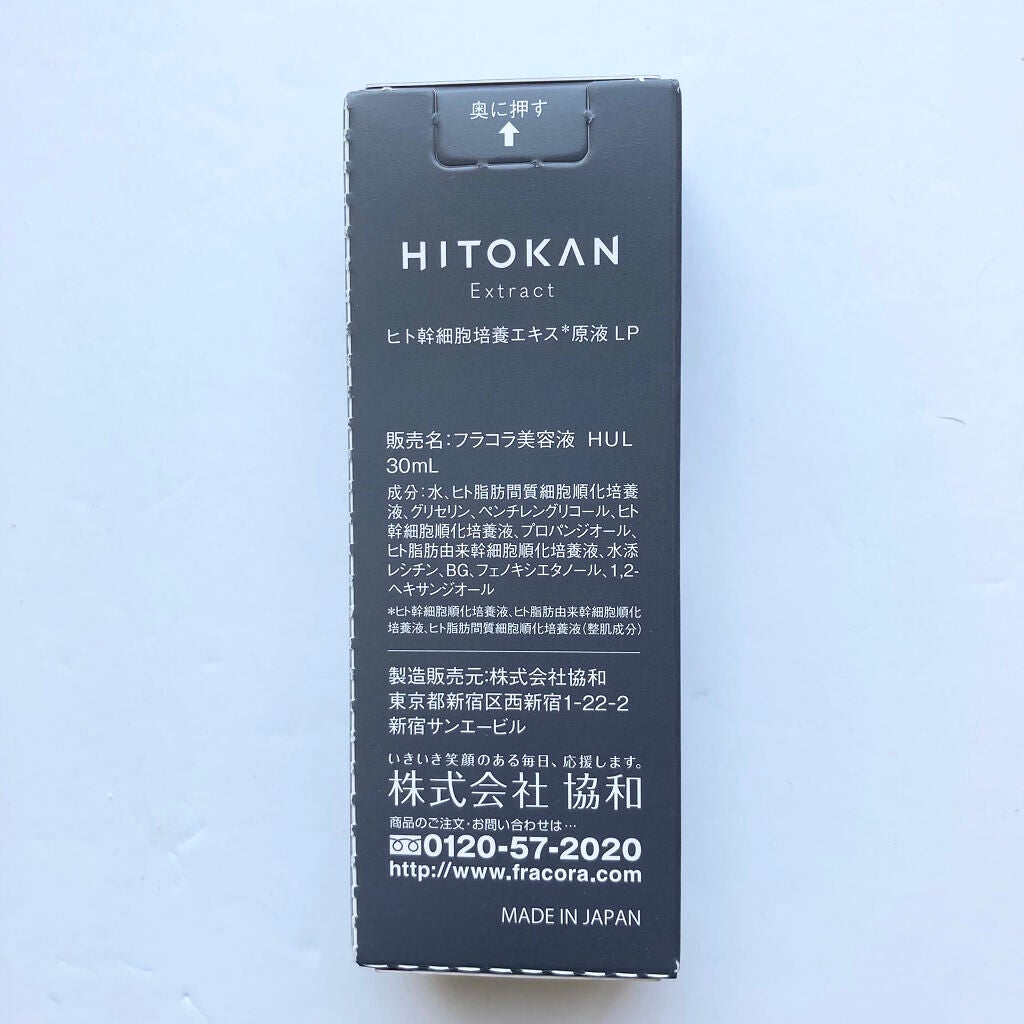 奥に押す
HITOKAN
Extract
ヒト幹細胞培養エキス*原液 LP
販売名:フラコラ美容液 HUL
30mL
成分:水、ヒト脂肪間質細胞順化培養
液、グリセリン、ペンチレングリコール、ヒト
幹細胞順化培養液、プロパンジオール、
ヒト脂肪由来幹細胞順化培養液、水添
レシチン、BG、フェノキシエタノール、1,2-
ヘキサンジオール
*ヒト幹細胞順化培養液、ヒト脂肪由来幹細胞順化
培養液、ヒト脂肪間質細胞順化培養液(整肌成分)
製造販売元:株式会社協和
東京都新宿区西新宿1-22-2
新宿サンエービル
いきいき笑顔のある毎日、応援します。
株式会社 協和
商品のご注文・お問い合わせは…
0120-57-2020
http://www.fracora.com
MADE IN JAPAN